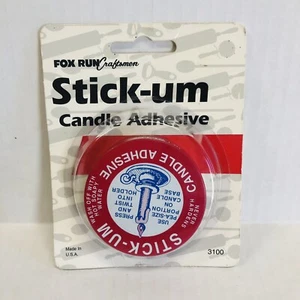 FOX RUN Craftsmen
Stick-um
Candle Adhesive
STICK-UM
CANDLE ADHESIVE
NEVER
HARDENS
WASH OFF WITH
HOT SOAPY
WATER
USE
PEA-SIZE
PORTION
ON
CANDLE
BASE
PRESS
AND
TWIST
INTO
HOLDER
Made in
U.S.A.
3100